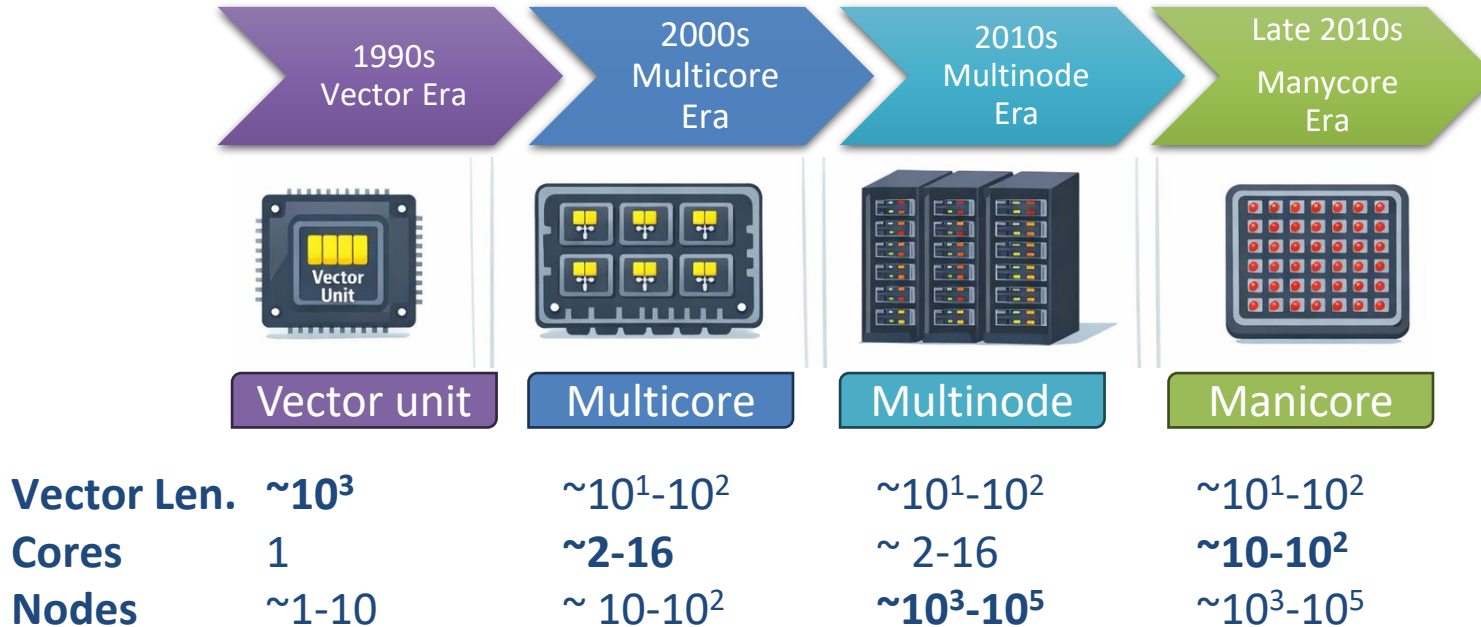 1990s
Vector Era
2000s
Multicore
Era
2010s
Multinode
Era
Late 2010s
Manycore
Era
Vector
Unit
Vector unit
Multicore
Multinode
Manicore
Vector Len. ~10³ ~10¹-10² ~10¹-10² ~10¹-10²
Cores 1 ~2-16 ~ 2-16 ~10-10²
Nodes ~1-10 ~ 10-10² ~10³-10⁵ ~10³-10⁵